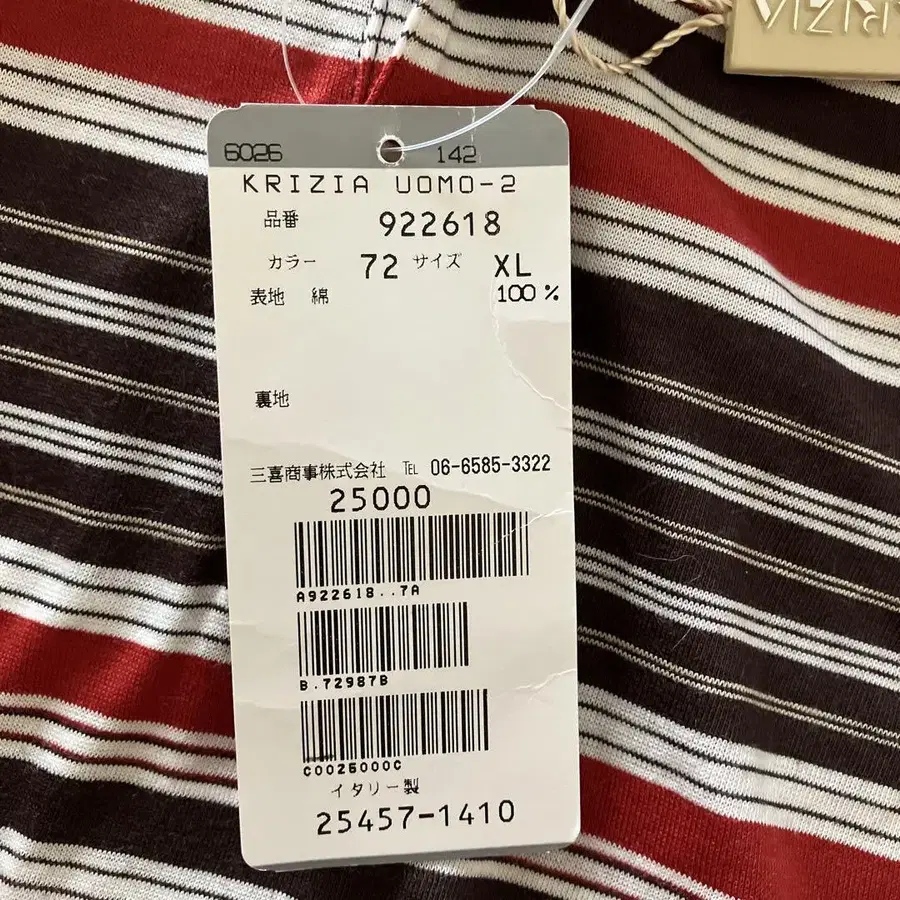 KRIZIA
6026 142
KRIZIA UOMO-2
品番 922618
カラー 72 サイズ XL
表地 綿 100 %
裏地
三喜商事株式会社 TEL 06-6585-3322
25000
A922618..7A
B.72987B
C0025000C
イタリー製
25457-1410